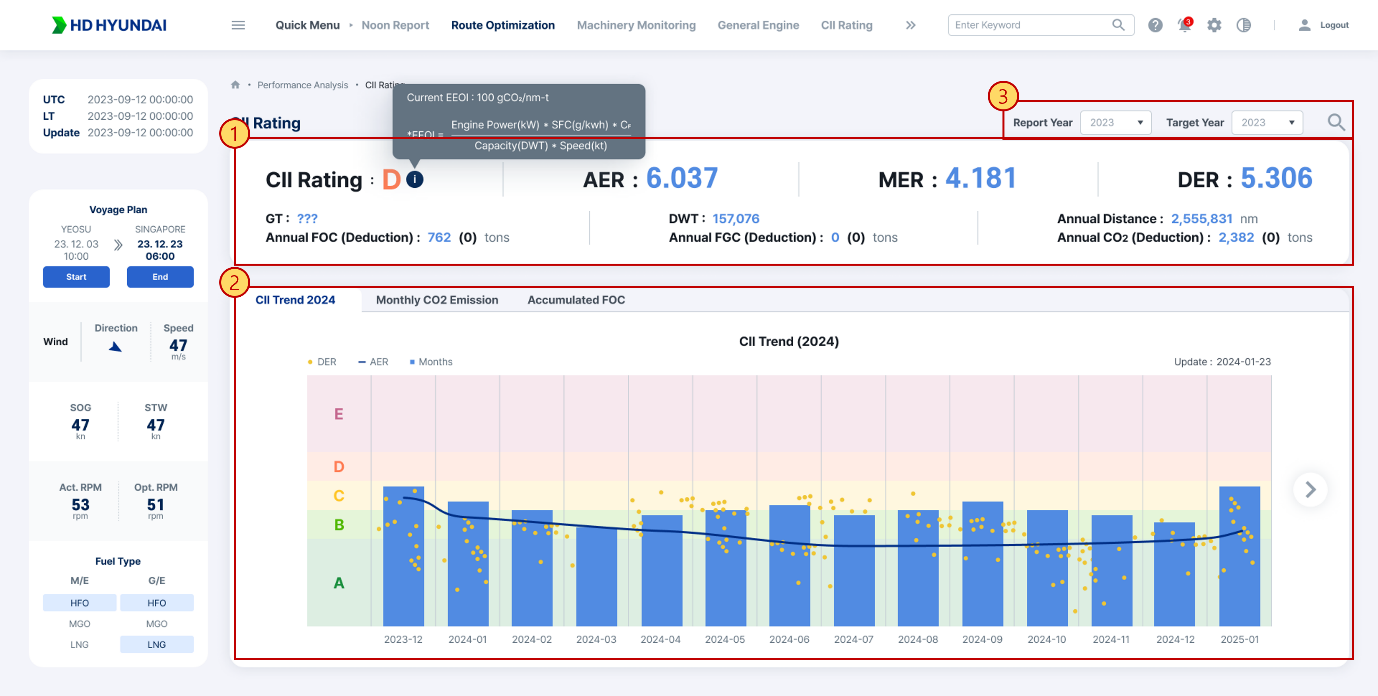 HD HYUNDAI
Quick Menu
Noon Report
Route Optimization
Machinery Monitoring
General Engine
CII Rating
Enter Keyword
3
Logout
UTC 2023-09-12 00:00:00
LT 2023-09-12 00:00:00
Update 2023-09-12 00:00:00
Voyage Plan
YEOSU SINGAPORE
23. 12. 03 23. 12. 23
10:00 06:00
Start End
Wind Direction Speed
47
m/s
SOG STW
47 47
kn kn
Act. RPM Opt. RPM
53 51
rpm rpm
Fuel Type
M/E G/E
HFO HFO
MGO MGO
LNG LNG
Performance Analysis • CII Rating
CII Rating
Current EEOI : 100 gCO₂/nm-t
*EEOI = Engine Power(kW) * SFC(g/kwh) * CF
Capacity(DWT) * Speed(kt)
3
Report Year 2023 Target Year 2023
1
CII Rating : D i AER : 6.037 MER : 4.181 DER : 5.306
GT : ??? DWT : 157,076 Annual Distance : 2,555,831 nm
Annual FOC (Deduction) : 762 (0) tons Annual FGC (Deduction) : 0 (0) tons Annual CO2 (Deduction) : 2,382 (0) tons
2
CII Trend 2024 Monthly CO2 Emission Accumulated FOC
CII Trend (2024)
DER AER Months Update : 2024-01-23
E
D
C
B
A
2023-12 2024-01 2024-02 2024-03 2024-04 2024-05 2024-06 2024-07 2024-08 2024-09 2024-10 2024-11 2024-12 2025-01